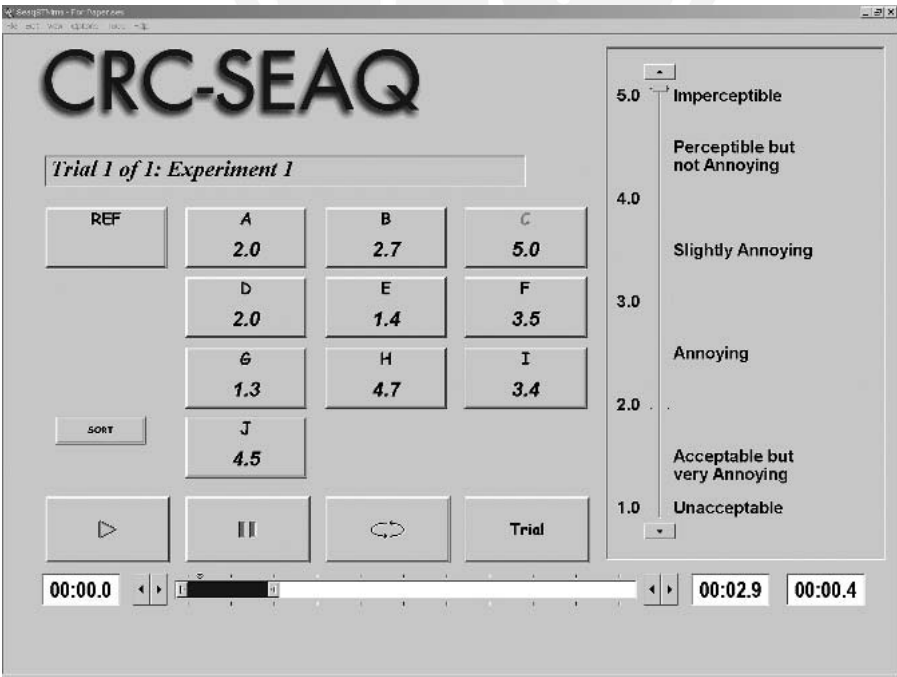 CRC-SEAQ
Trial 1 of 1: Experiment 1
REF
A
2.0
B
2.7
C
5.0
D
2.0
E
1.4
F
3.5
G
1.3
H
4.7
I
3.4
SORT
J
4.5
Trial
00:00.0
00:02.9
00:00.4
5.0
Imperceptible
Perceptible but
not Annoying
4.0
Slightly Annoying
3.0
Annoying
2.0
Acceptable but
very Annoying
1.0
Unacceptable